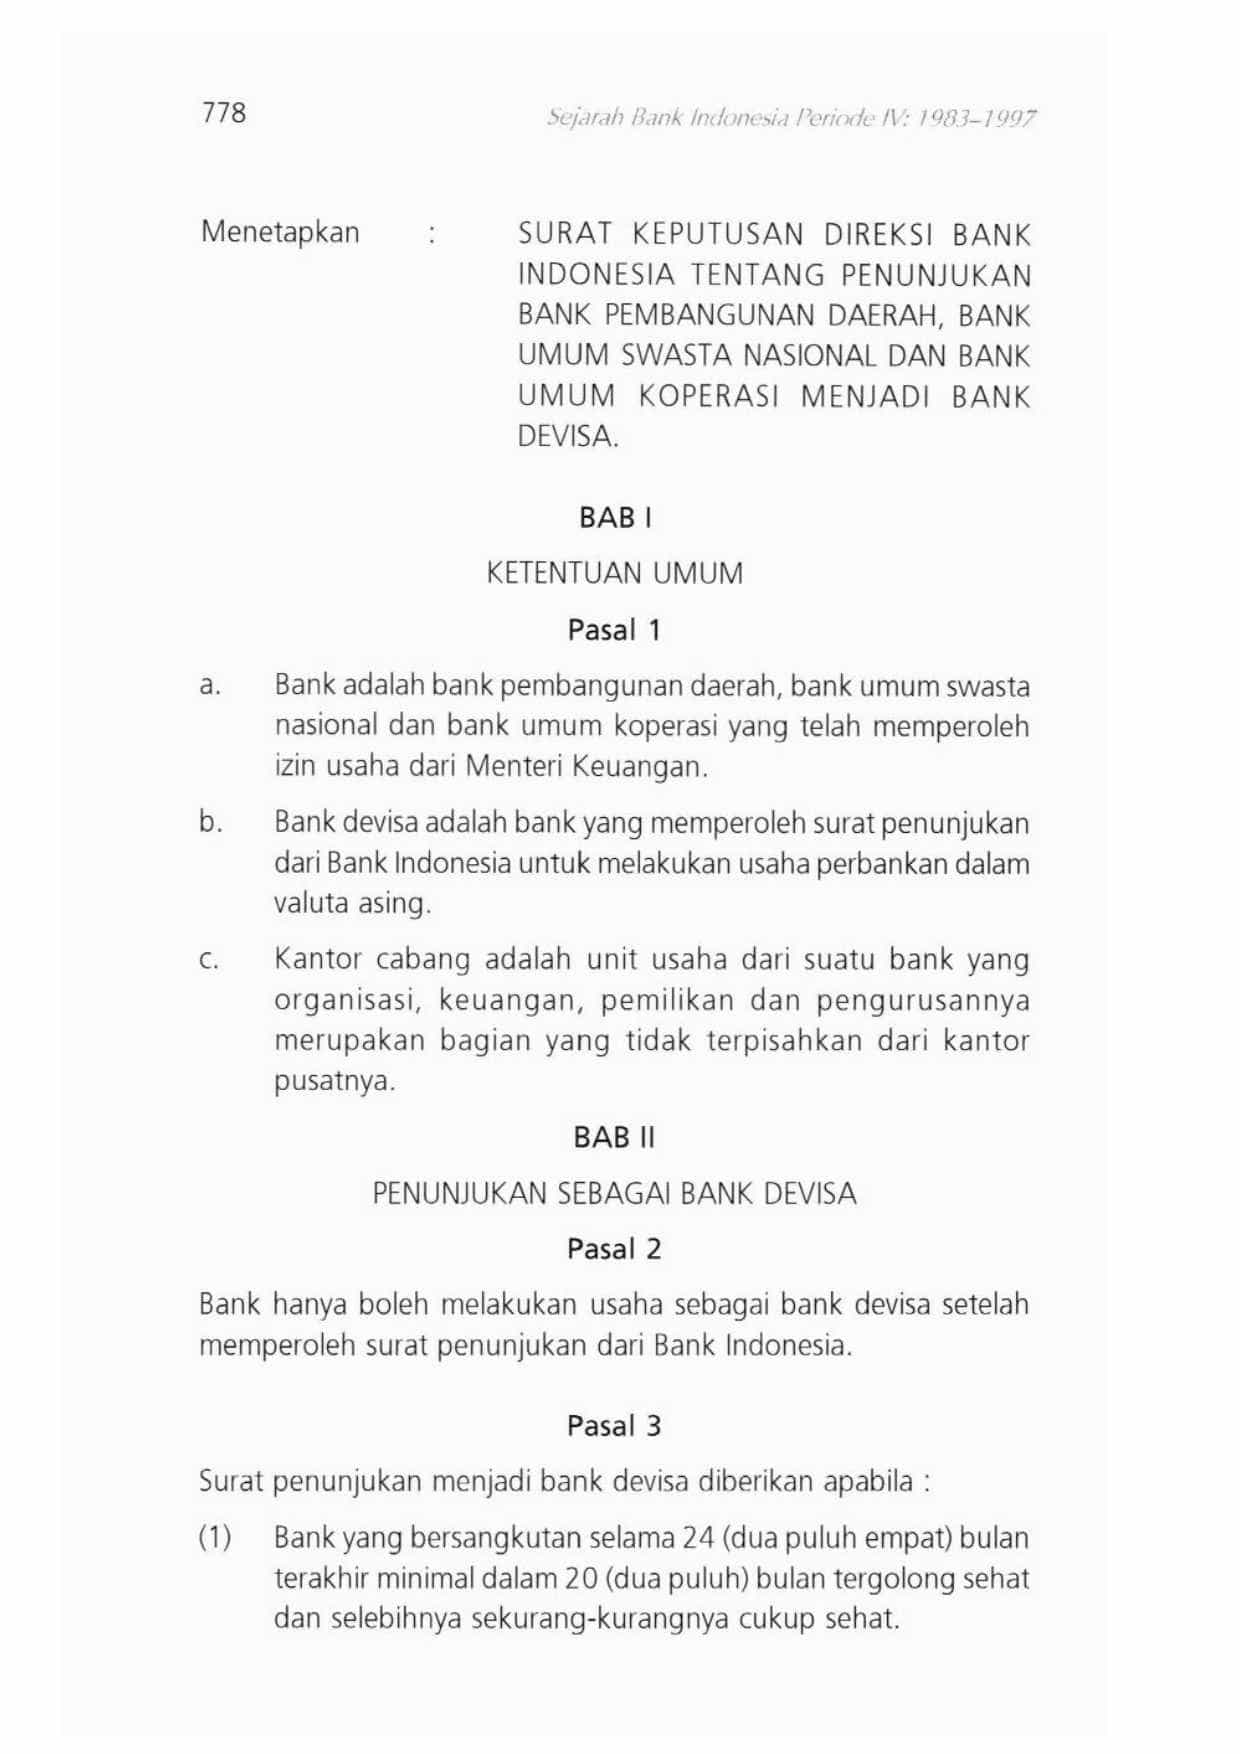 778
Sejarah Bank Indonesia Periode IV: 1983–1997
Menetapkan : SURAT KEPUTUSAN DIREKSI BANK
INDONESIA TENTANG PENUNJUKAN
BANK PEMBANGUNAN DAERAH, BANK
UMUM SWASTA NASIONAL DAN BANK
UMUM KOPERASI MENJADI BANK
DEVISA.
BAB I
KETENTUAN UMUM
Pasal 1
a. Bank adalah bank pembangunan daerah, bank umum swasta
nasional dan bank umum koperasi yang telah memperoleh
izin usaha dari Menteri Keuangan.
b. Bank devisa adalah bank yang memperoleh surat penunjukan
dari Bank Indonesia untuk melakukan usaha perbankan dalam
valuta asing.
c. Kantor cabang adalah unit usaha dari suatu bank yang
organisasi, keuangan, pemilikan dan pengurusannya
merupakan bagian yang tidak terpisahkan dari kantor
pusatnya.
BAB II
PENUNJUKAN SEBAGAI BANK DEVISA
Pasal 2
Bank hanya boleh melakukan usaha sebagai bank devisa setelah
memperoleh surat penunjukan dari Bank Indonesia.
Pasal 3
Surat penunjukan menjadi bank devisa diberikan apabila :
(1) Bank yang bersangkutan selama 24 (dua puluh empat) bulan
terakhir minimal dalam 20 (dua puluh) bulan tergolong sehat
dan selebihnya sekurang-kurangnya cukup sehat.